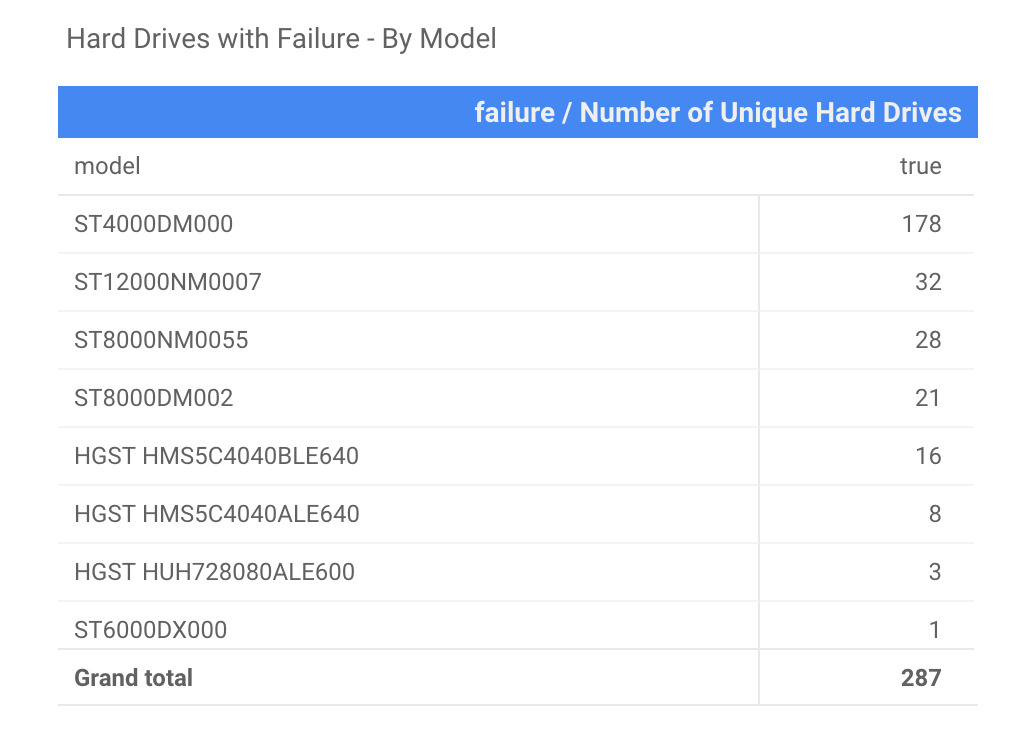 Hard Drives with Failure - By Model
failure / Number of Unique Hard Drives
model true
ST4000DM000 178
ST12000NM0007 32
ST8000NM0055 28
ST8000DM002 21
HGST HMS5C4040BLE640 16
HGST HMS5C4040ALE640 8
HGST HUH728080ALE600 3
ST6000DX000 1
Grand total 287